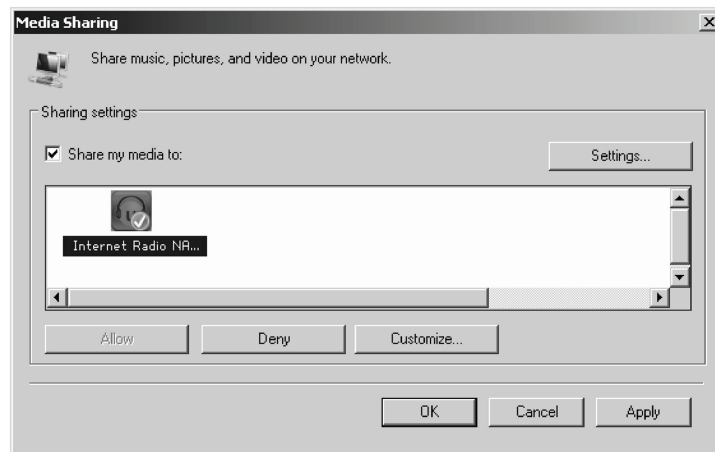 Media Sharing
Share music, pictures, and video on your network.
Sharing settings
Share my media to:
Settings...
Internet Radio NA...
Allow
Deny
Customize...
OK
Cancel
Apply